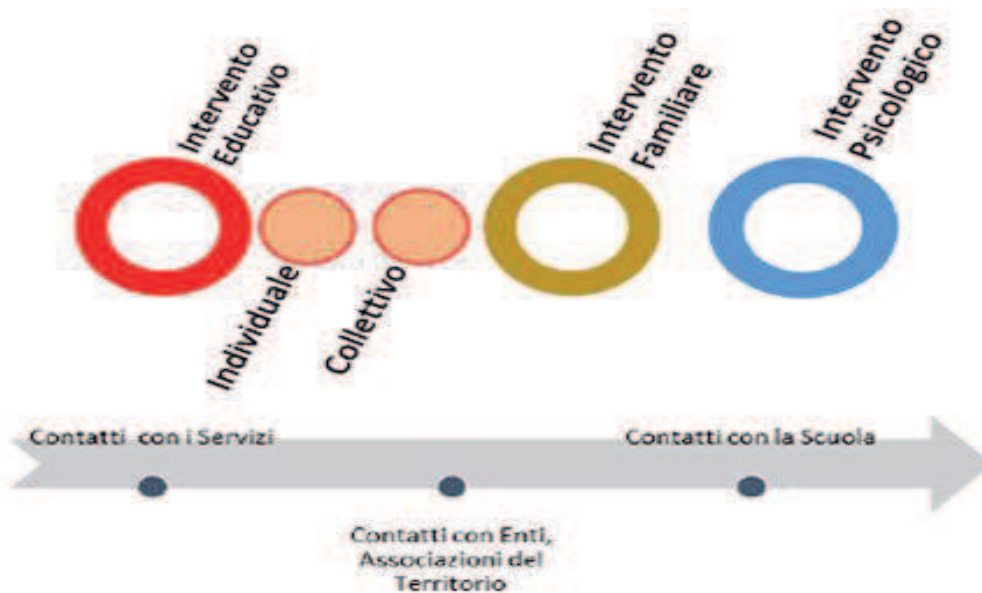 Intervento
Educativo
Individuale
Collettivo
Intervento
Familiare
Intervento
Psicologico
Contatti con i Servizi
Contatti con Enti,
Associazioni del
Territorio
Contatti con la Scuola